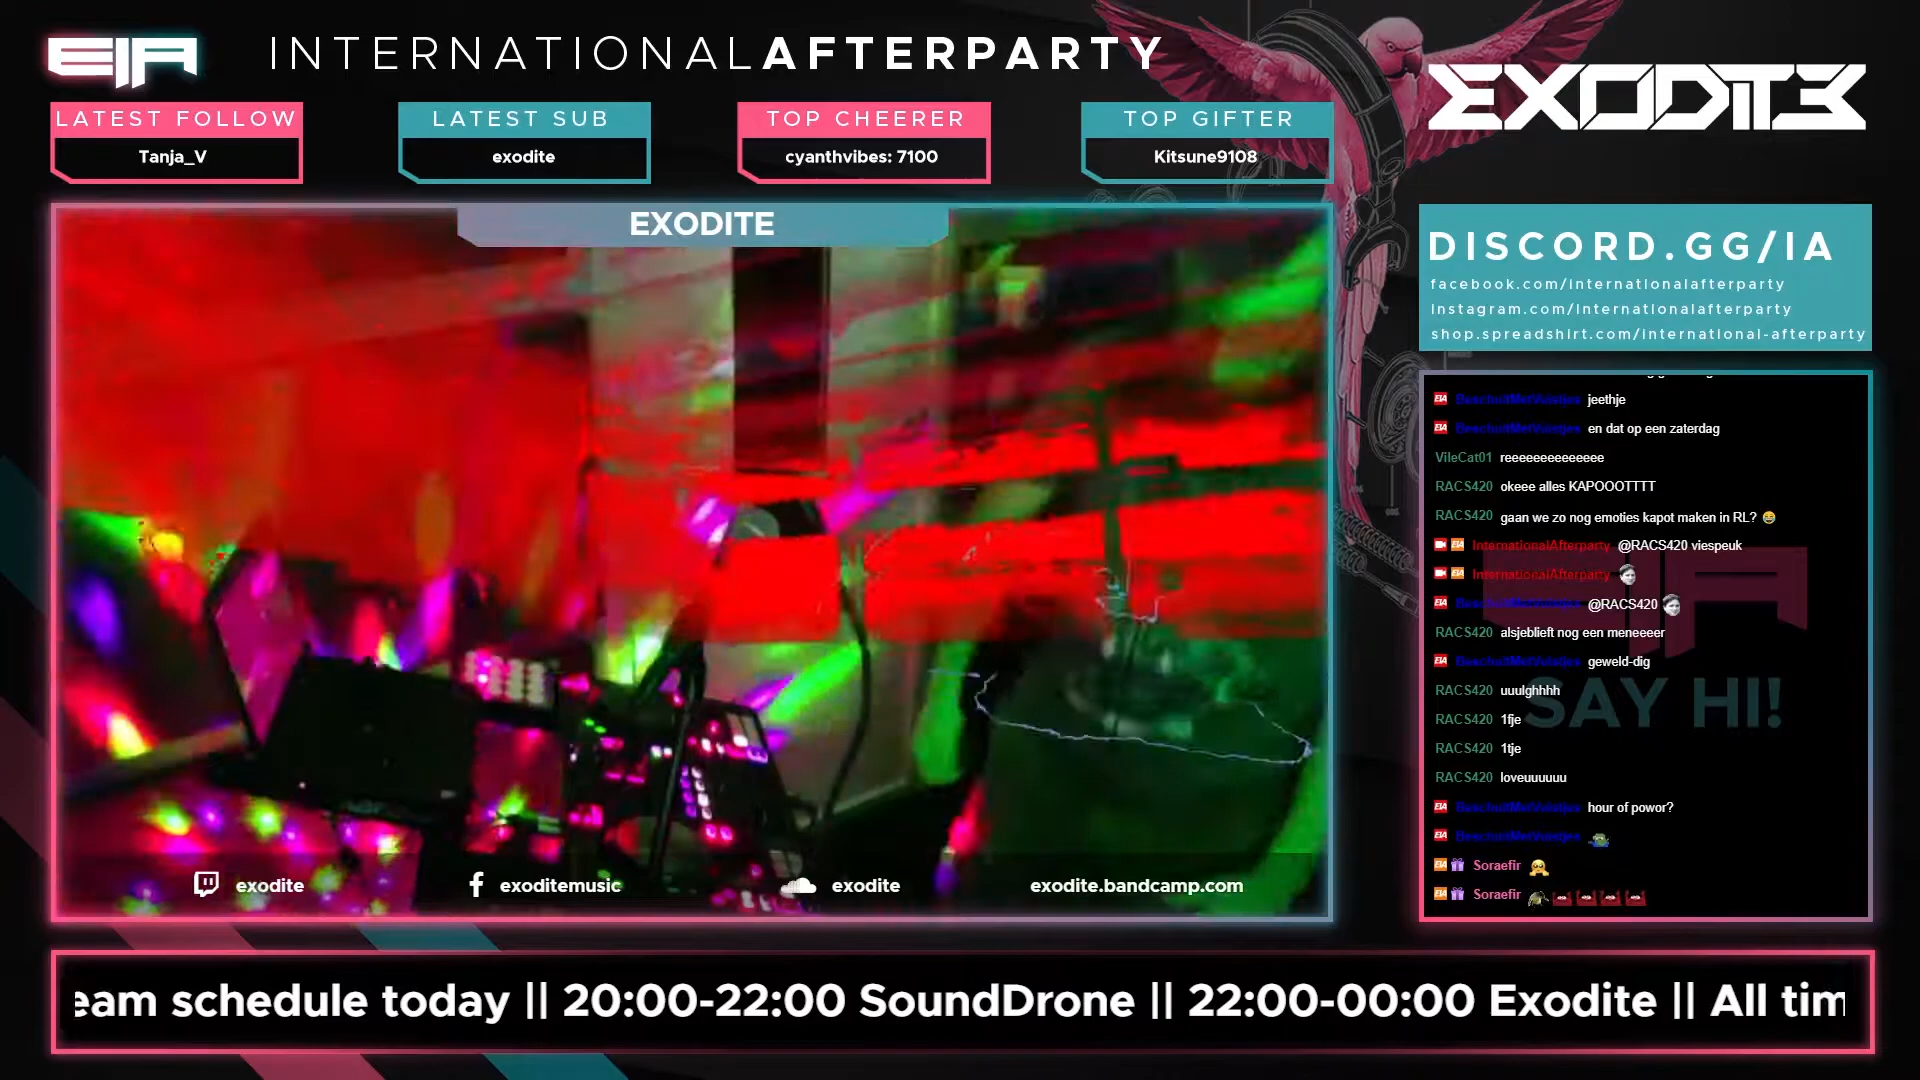 EIA
INTERNATIONALAFTERPARTY
EXODITE
LATEST FOLLOW
Tanja_V
LATEST SUB
exodite
TOP CHEERER
cyanthvibes: 7100
TOP GIFTER
Kitsune9108
EXODITE
DISCORD.GG/IA
facebook.com/internationalafterparty
instagram.com/internationalafterparty
shop.spreadshirt.com/international-afterparty
jeethje
en dat op een zaterdag
VileCat01 reeeeeeeeeeeeee
RACS420 okeee alles KAPOOOTTTT
RACS420 gaan we zo nog emoties kapot maken in RL? 😅
InternationalAfterparty @RACS420 viespeuk
InternationalAfterparty
@RACS420
RACS420 alsjeblieft nog een meneeeer
geweld-dig
RACS420 uuulghhhh
RACS420 1fje
RACS420 1tje
RACS420 loveuuuuuu
hour of powor?
Soraefir
Soraefir
SAY HI!
exodite
exoditemusic
exodite
exodite.bandcamp.com
eam schedule today || 20:00-22:00 SoundDrone || 22:00-00:00 Exodite || All tim